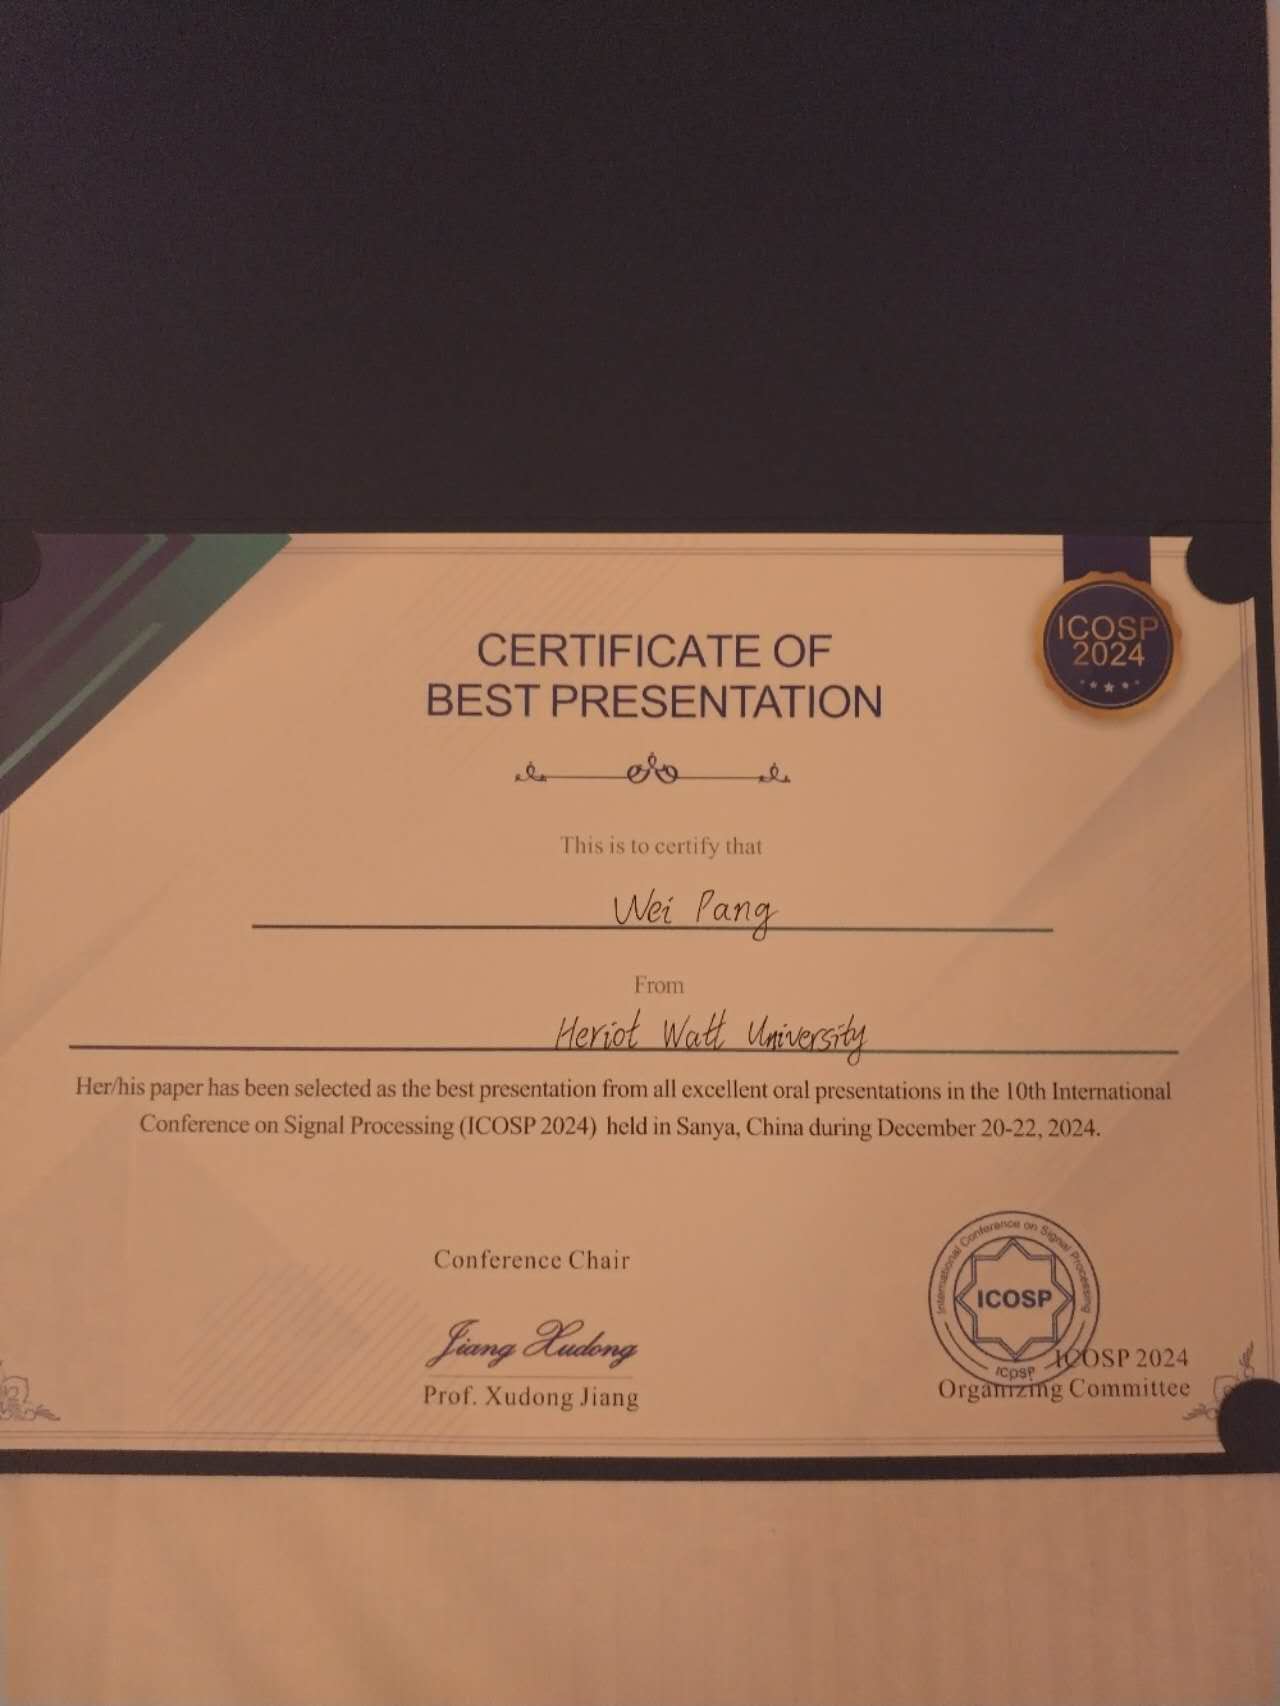 ICOSP
2024
CERTIFICATE OF
BEST PRESENTATION
This is to certify that
Wei Pang
From
Heriot Watt University
Her/his paper has been selected as the best presentation from all excellent oral presentations in the 10th International
Conference on Signal Processing (ICOSP 2024) held in Sanya, China during December 20-22, 2024.
Conference Chair
Jiang Xudong
Prof. Xudong Jiang
International Conference on Signal Processing
ICOSP
ICOSP
ICOSP 2024
Organizing Committee